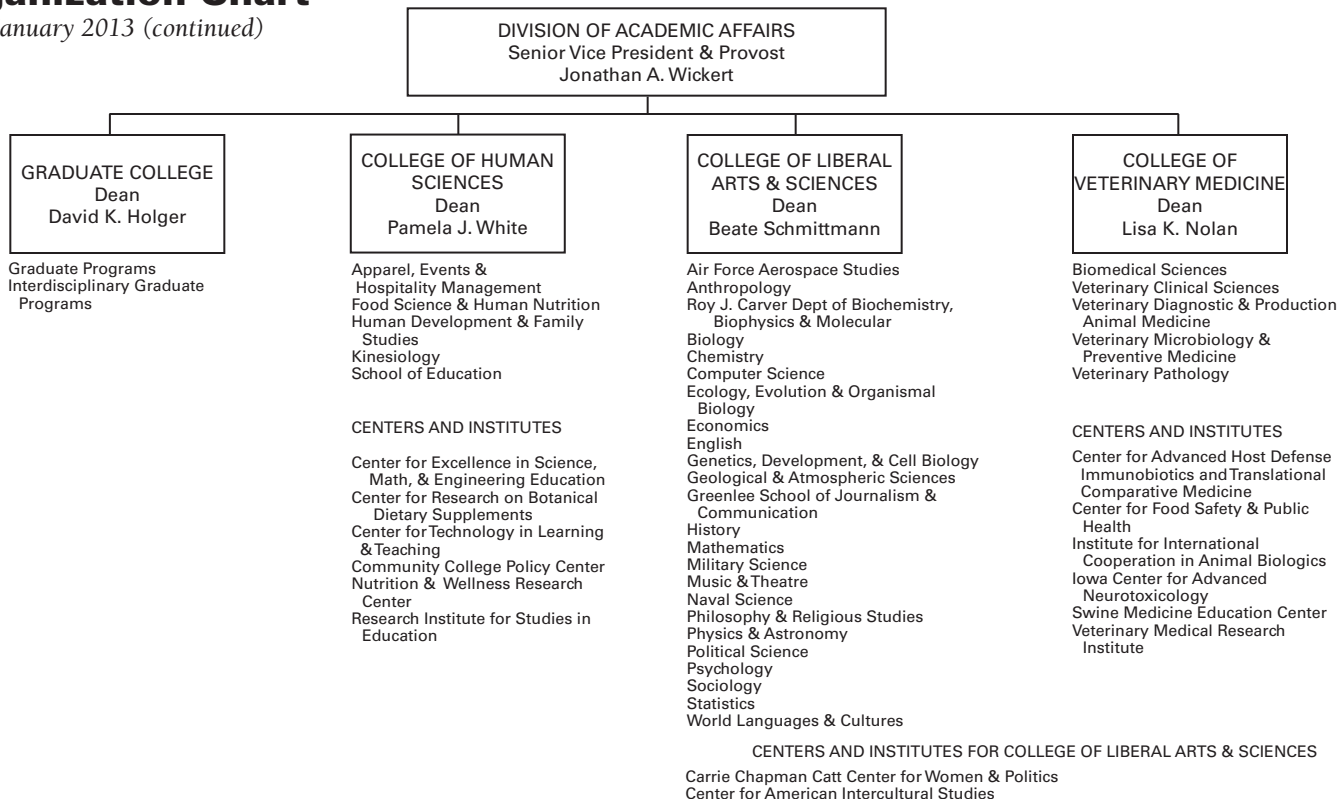 anuary 2013 (continued)
DIVISION OF ACADEMIC AFFAIRS
Senior Vice President & Provost
Jonathan A. Wickert
GRADUATE COLLEGE
Dean
David K. Holger
Graduate Programs
Interdisciplinary Graduate
Programs
COLLEGE OF HUMAN
SCIENCES
Dean
Pamela J. White
Apparel, Events &
Hospitality Management
Food Science & Human Nutrition
Human Development & Family
Studies
Kinesiology
School of Education
CENTERS AND INSTITUTES
Center for Excellence in Science,
Math, & Engineering Education
Center for Research on Botanical
Dietary Supplements
Center for Technology in Learning
& Teaching
Community College Policy Center
Nutrition & Wellness Research
Center
Research Institute for Studies in
Education
COLLEGE OF LIBERAL
ARTS & SCIENCES
Dean
Beate Schmittmann
Air Force Aerospace Studies
Anthropology
Roy J. Carver Dept of Biochemistry,
Biophysics & Molecular
Biology
Chemistry
Computer Science
Ecology, Evolution & Organismal
Biology
Economics
English
Genetics, Development, & Cell Biology
Geological & Atmospheric Sciences
Greenlee School of Journalism &
Communication
History
Mathematics
Military Science
Music & Theatre
Naval Science
Philosophy & Religious Studies
Physics & Astronomy
Political Science
Psychology
Sociology
Statistics
World Languages & Cultures
CENTERS AND INSTITUTES FOR COLLEGE OF LIBERAL ARTS & SCIENCES
Carrie Chapman Catt Center for Women & Politics
Center for American Intercultural Studies
COLLEGE OF
VETERINARY MEDICINE
Dean
Lisa K. Nolan
Biomedical Sciences
Veterinary Clinical Sciences
Veterinary Diagnostic & Production
Animal Medicine
Veterinary Microbiology &
Preventive Medicine
Veterinary Pathology
CENTERS AND INSTITUTES
Center for Advanced Host Defense
Immunobiotics and Translational
Comparative Medicine
Center for Food Safety & Public
Health
Institute for International
Cooperation in Animal Biologics
Iowa Center for Advanced
Neurotoxicology
Swine Medicine Education Center
Veterinary Medical Research
Institute